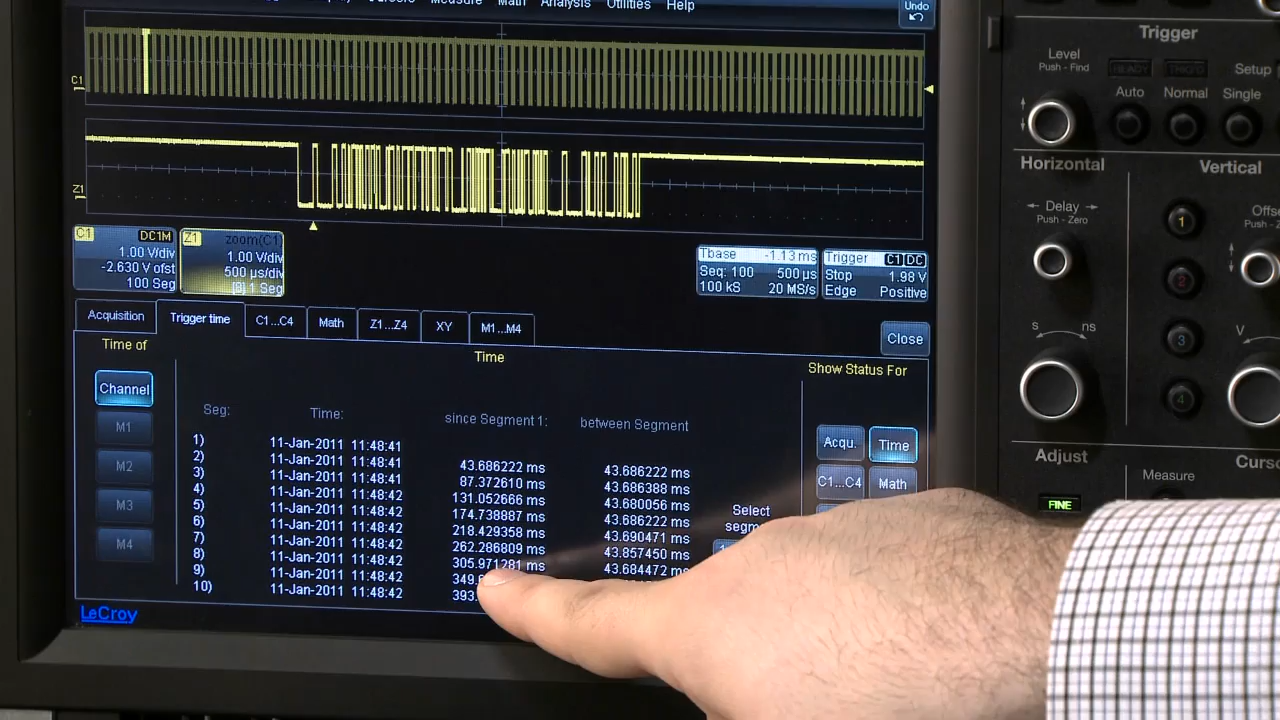 Cursors Measure Math Analysis Utilities Help
Undo
C1
Z1
C1 DC1M
1.00 V/div
-2.630 V ofst
100 Seg
Z1 zoom(C1)
1.00 V/div
500 µs/div
[8] 1 Seg
Tbase -1.13 ms
Seq: 100 500 µs
100 kS 20 MS/s
Trigger C1 DC
Stop 1.98 V
Edge Positive
Acquisition Trigger time C1...C4 Math Z1...Z4 XY M1...M4 Close
Time of Time Show Status For
Channel
M1
M2
M3
M4
Seg: Time: since Segment 1: between Segment
1) 11-Jan-2011 11:48:41
2) 11-Jan-2011 11:48:41 43.686222 ms 43.686222 ms
3) 11-Jan-2011 11:48:41 87.372610 ms 43.686388 ms
4) 11-Jan-2011 11:48:42 131.052666 ms 43.680056 ms
5) 11-Jan-2011 11:48:42 174.738887 ms 43.686222 ms
6) 11-Jan-2011 11:48:42 218.429358 ms 43.690471 ms
7) 11-Jan-2011 11:48:42 262.286809 ms 43.857450 ms
8) 11-Jan-2011 11:48:42 305.971281 ms 43.684472 ms
9) 11-Jan-2011 11:48:42 349.
10) 11-Jan-2011 11:48:42 393.
Acqu. Time
C1...C4 Math
Select
LeCroy
Trigger
Level
Push - Find
READY TRIG'D Setup
Auto Normal Single
Horizontal Vertical
Delay
Push - Zero
1
2
3
4
s ns
V
Adjust
Measure
FINE